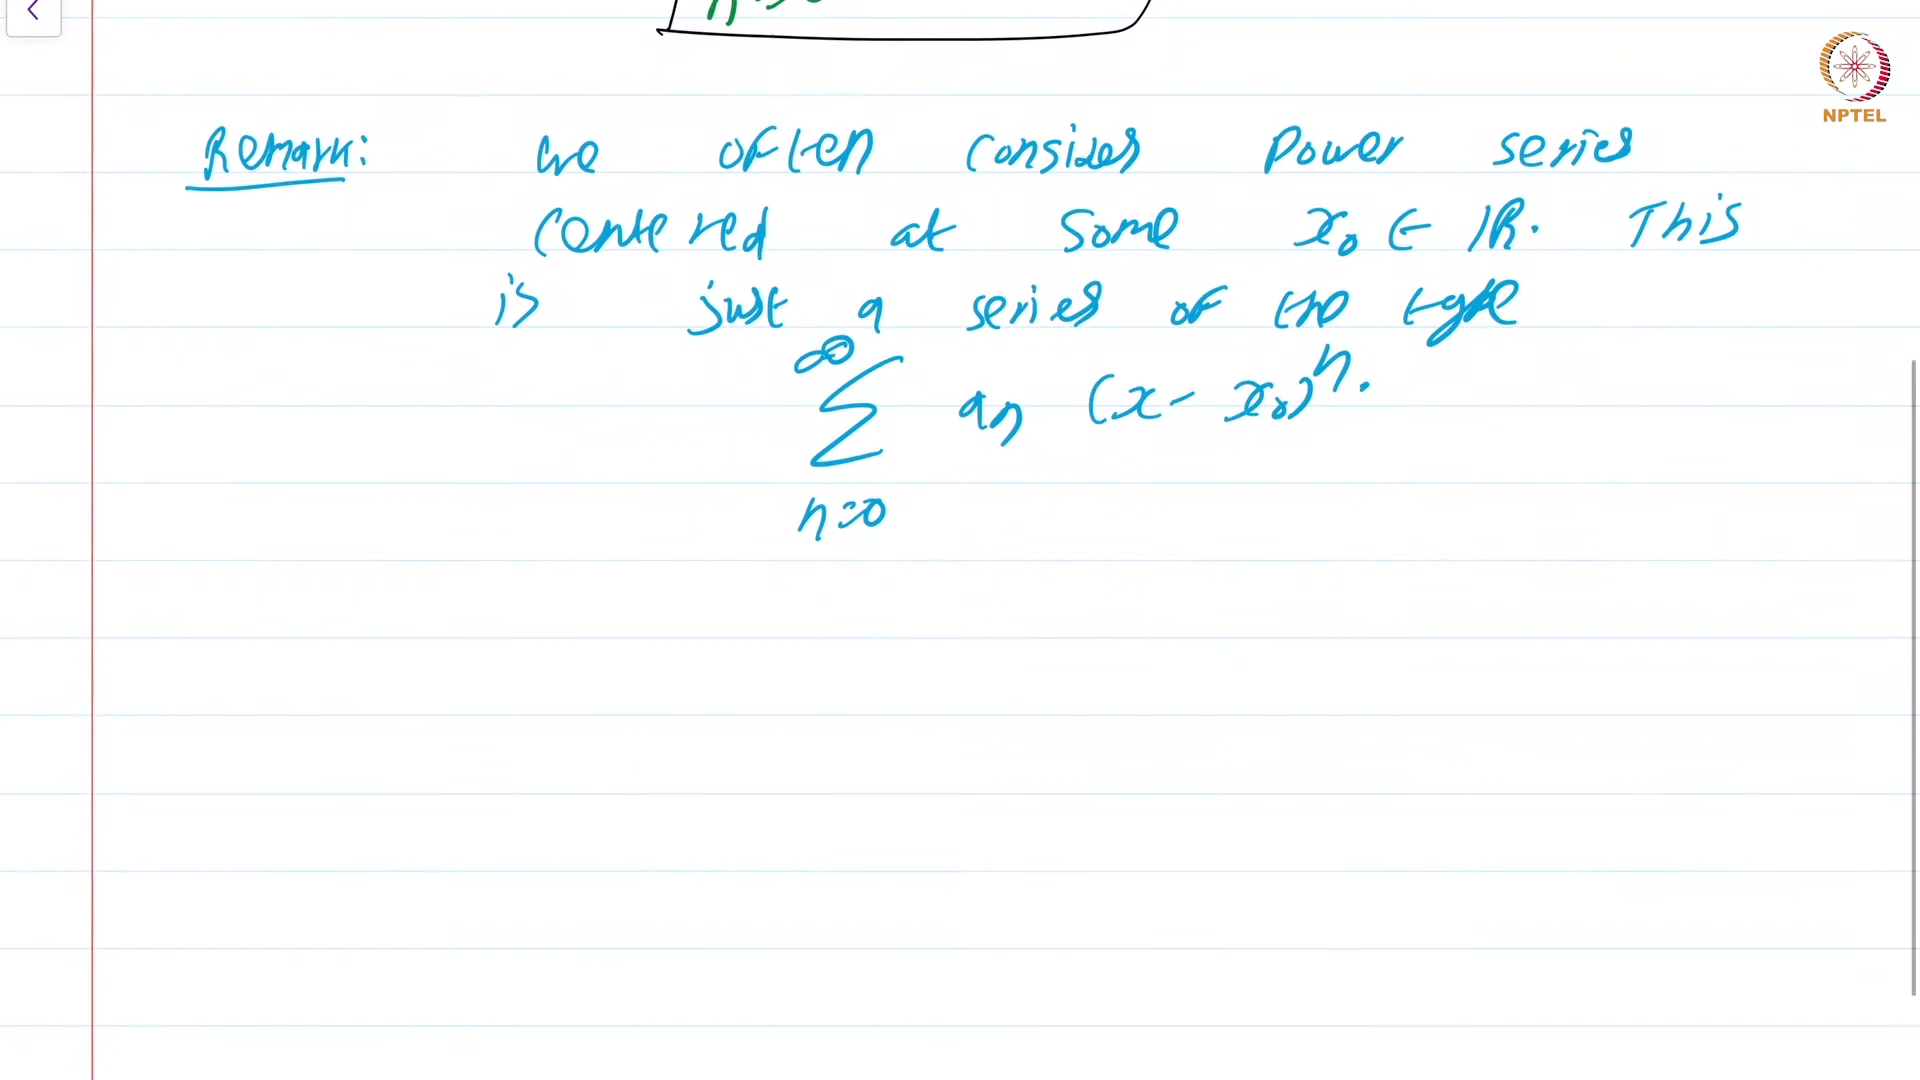 n=0
NPTEL
Remark: we often consider power series
centered at some x₀ ∈ ℝ. This
is just a series of the type
∞
∑ aₙ (x - x₀)ⁿ.
n=0